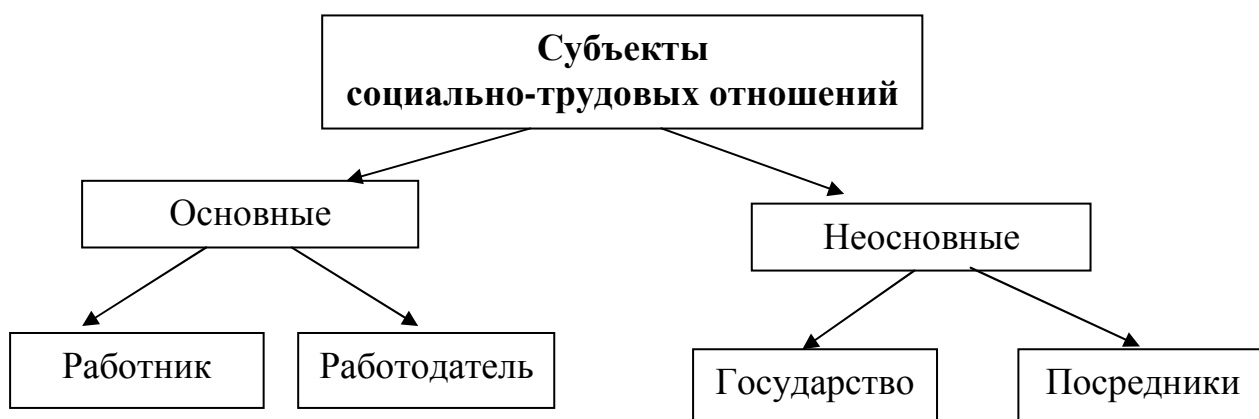 Субъекты
социально-трудовых отношений
Основные
Неосновные
Работник
Работодатель
Государство
Посредники